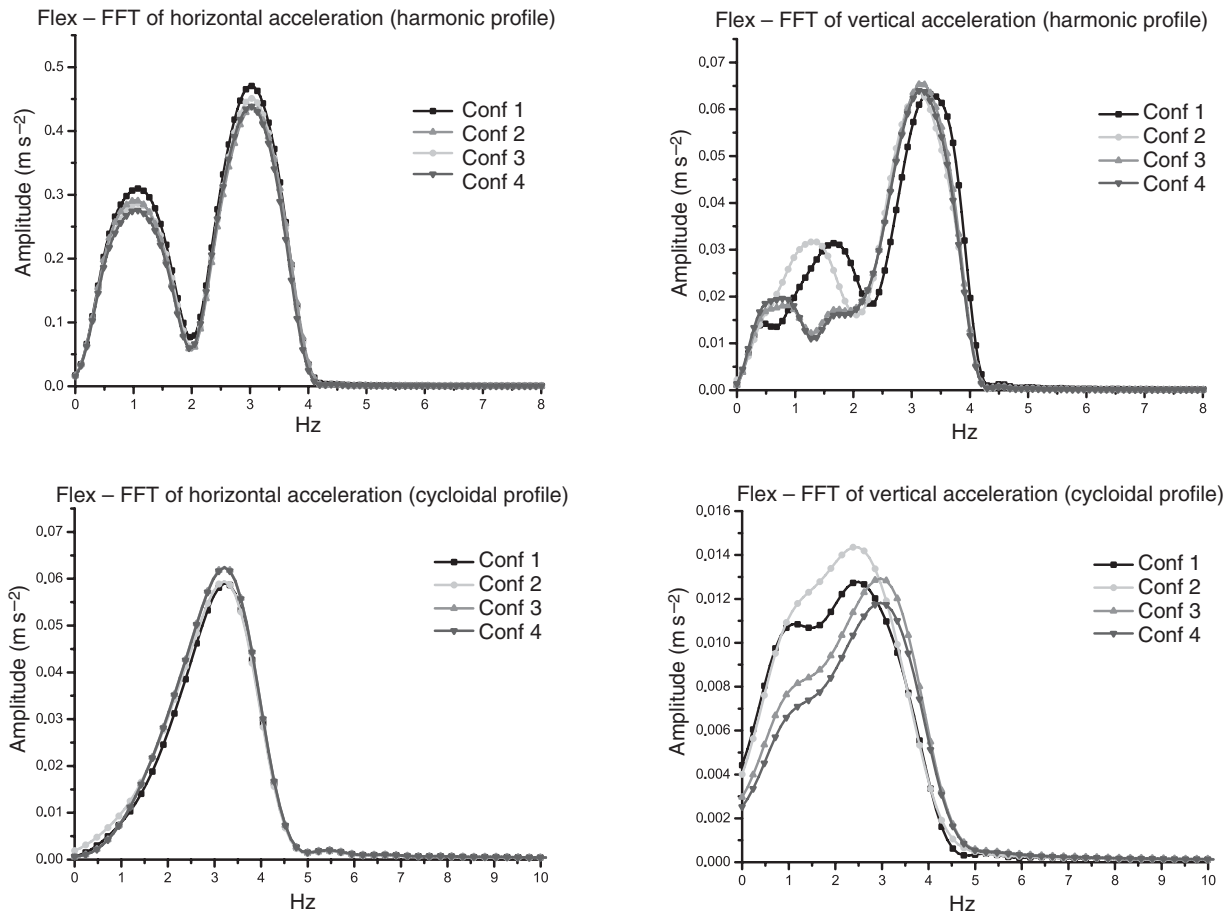 Flex – FFT of horizontal acceleration (harmonic profile)
Amplitude (m s⁻²)
0.5
0.4
0.3
0.2
0.1
0.0
0 1 2 3 4 5 6 7 8
Hz
Conf 1
Conf 2
Conf 3
Conf 4
Flex – FFT of vertical acceleration (harmonic profile)
Amplitude (m s⁻²)
0.07
0.06
0.05
0.04
0.03
0.02
0.01
0.00
0 1 2 3 4 5 6 7 8
Hz
Conf 1
Conf 2
Conf 3
Conf 4
Flex – FFT of horizontal acceleration (cycloidal profile)
Amplitude (m s⁻²)
0.07
0.06
0.05
0.04
0.03
0.02
0.01
0.00
0 1 2 3 4 5 6 7 8 9 10
Hz
Conf 1
Conf 2
Conf 3
Conf 4
Flex – FFT of vertical acceleration (cycloidal profile)
Amplitude (m s⁻²)
0.016
0.014
0.012
0.010
0.008
0.006
0.004
0.002
0.000
0 1 2 3 4 5 6 7 8 9 10
Hz
Conf 1
Conf 2
Conf 3
Conf 4